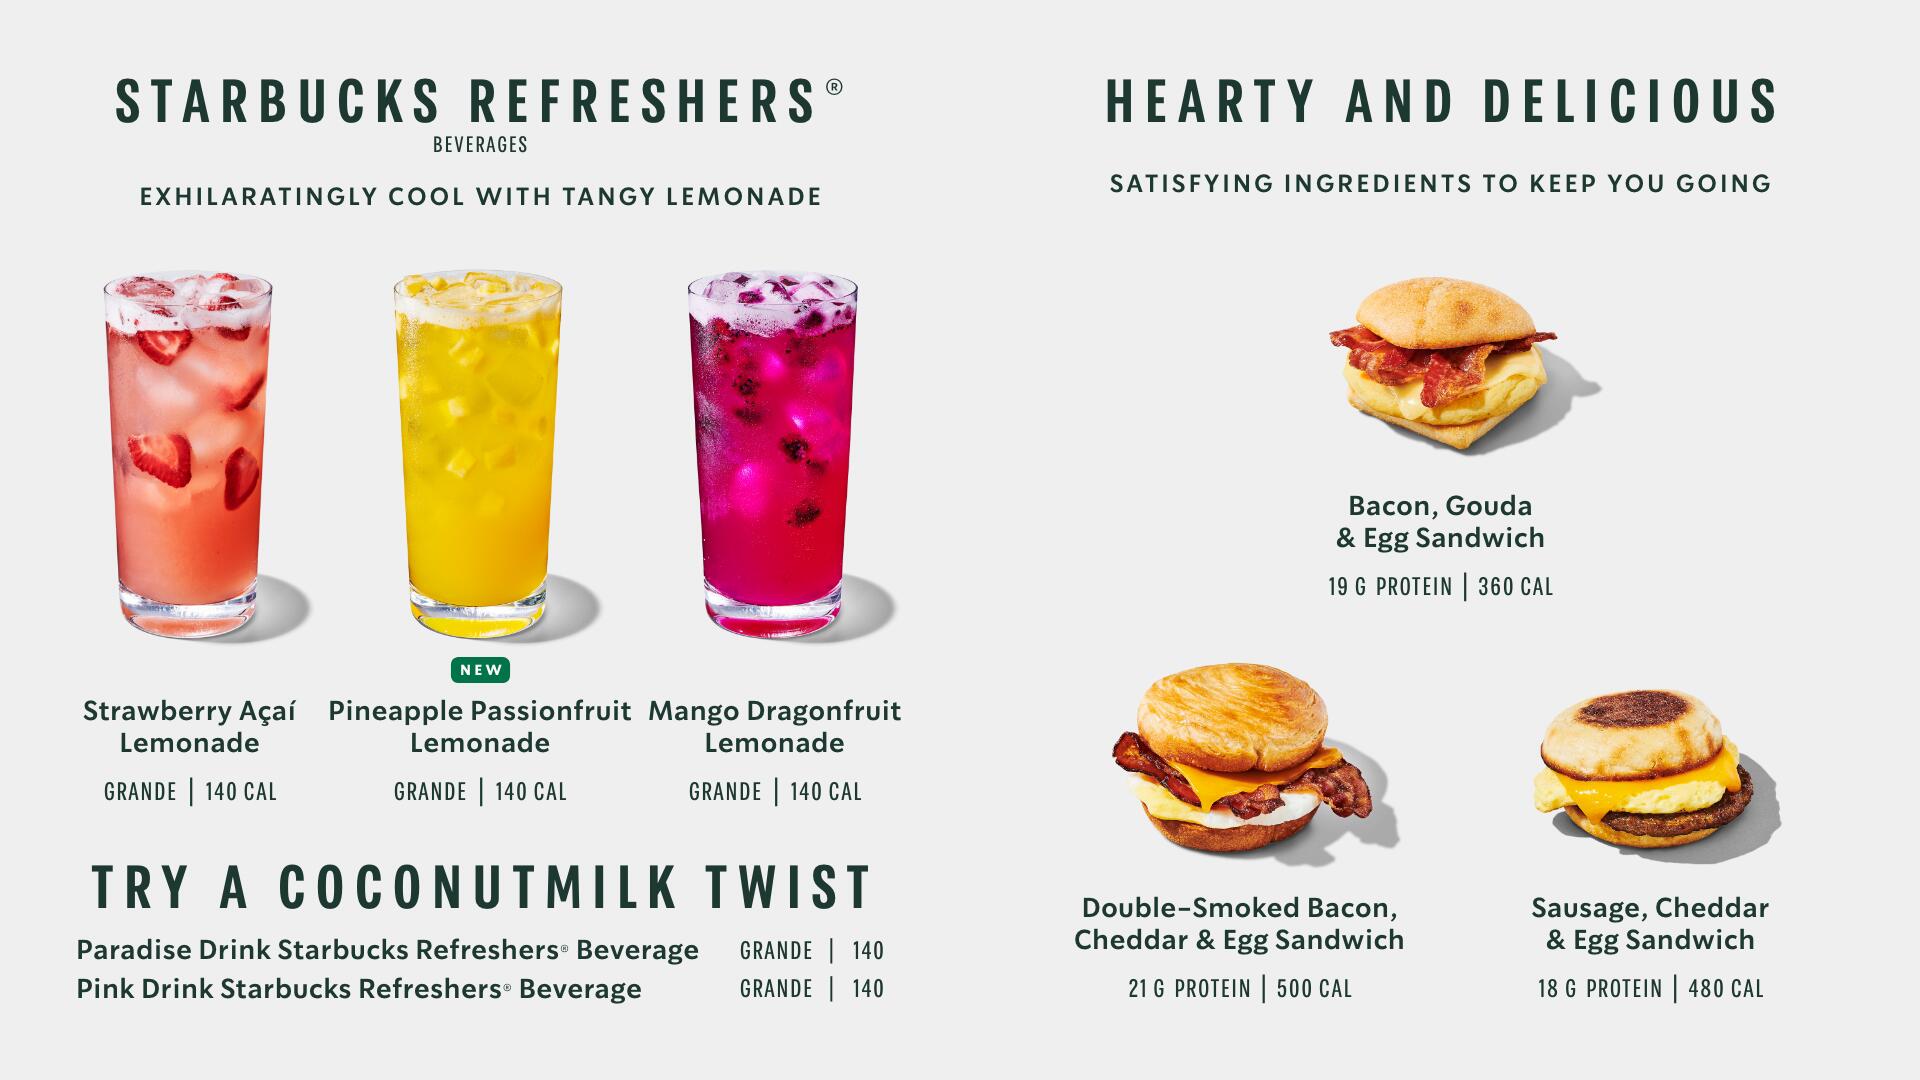 STARBUCKS REFRESHERS®
BEVERAGES
EXHILARATINGLY COOL WITH TANGY LEMONADE
NEW
Strawberry Açaí
Lemonade
GRANDE | 140 CAL
Pineapple Passionfruit
Lemonade
GRANDE | 140 CAL
Mango Dragonfruit
Lemonade
GRANDE | 140 CAL
TRY A COCONUTMILK TWIST
Paradise Drink Starbucks Refreshers® Beverage GRANDE | 140
Pink Drink Starbucks Refreshers® Beverage GRANDE | 140
HEARTY AND DELICIOUS
SATISFYING INGREDIENTS TO KEEP YOU GOING
Bacon, Gouda
& Egg Sandwich
19 G PROTEIN | 360 CAL
Double-Smoked Bacon,
Cheddar & Egg Sandwich
21 G PROTEIN | 500 CAL
Sausage, Cheddar
& Egg Sandwich
18 G PROTEIN | 480 CAL